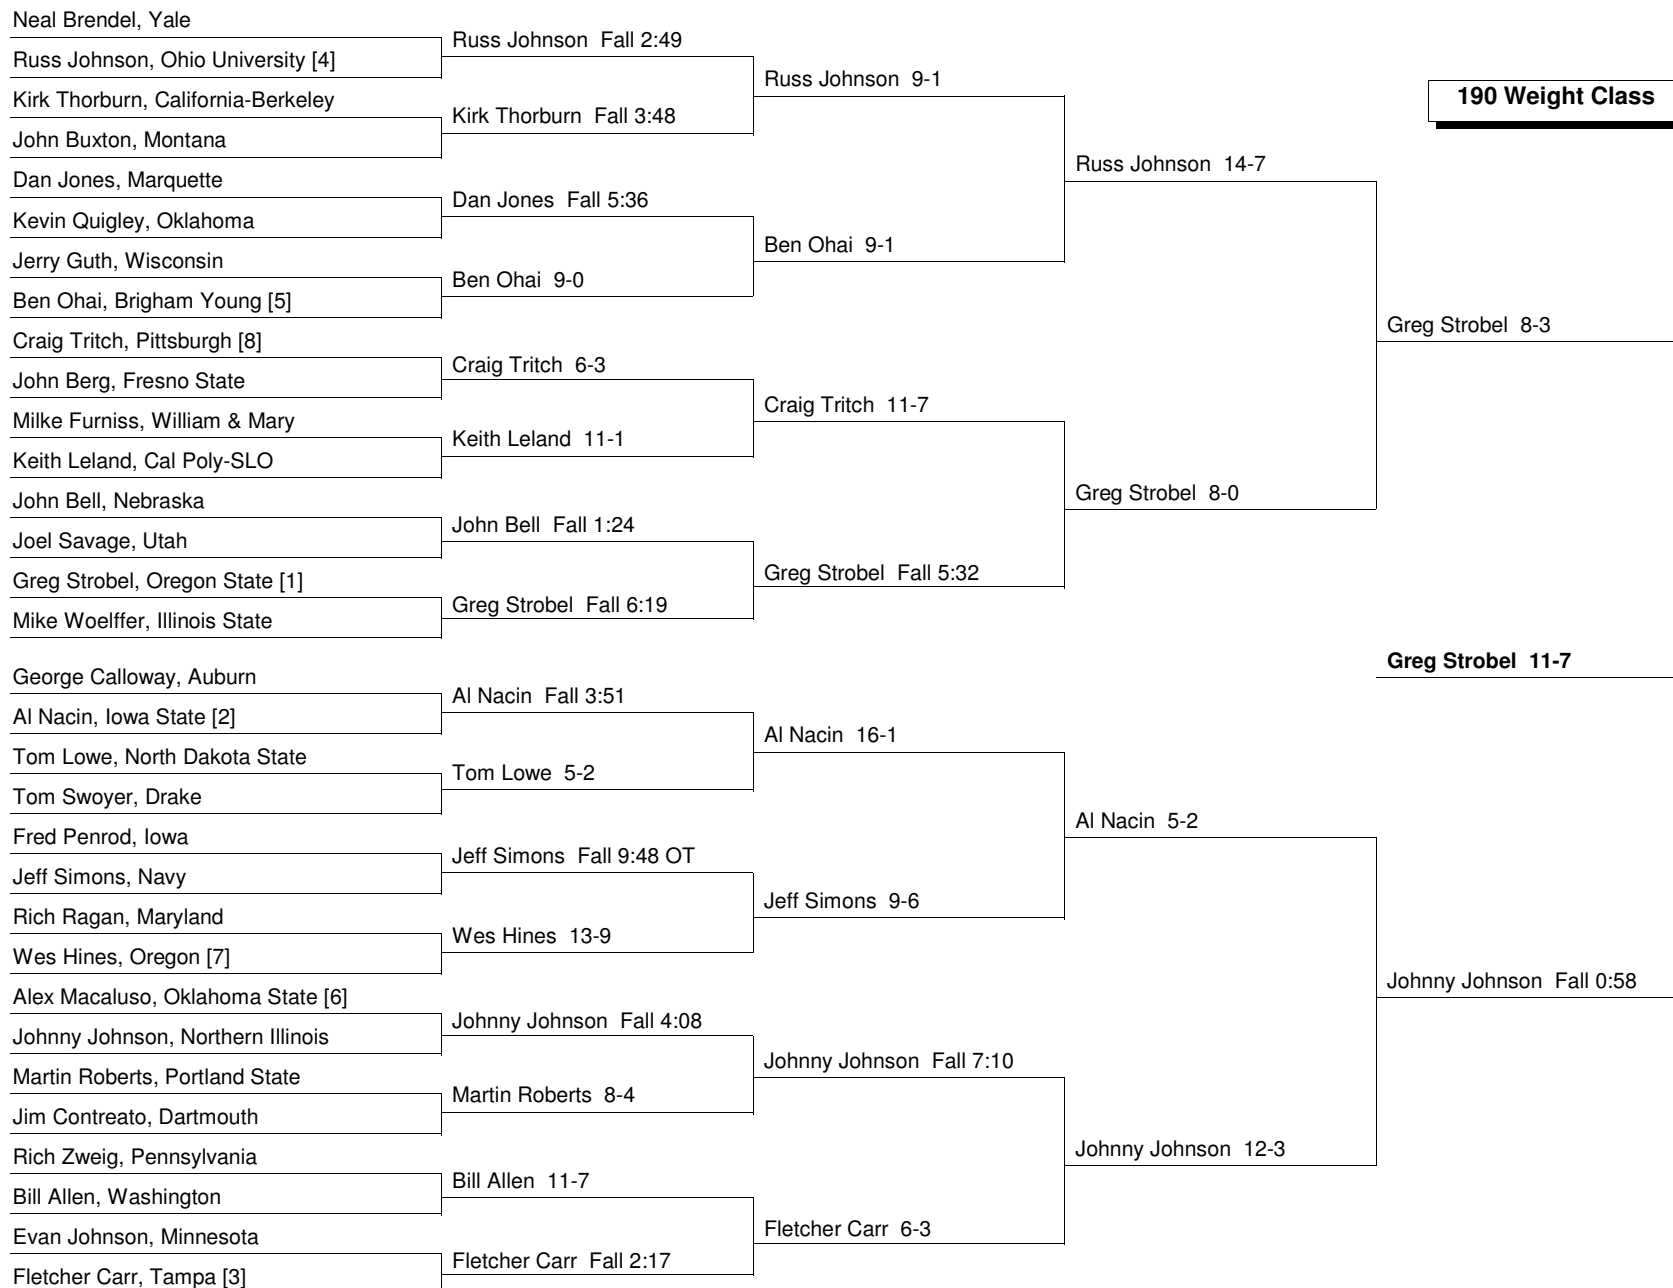 190 Weight Class
Neal Brendel, Yale
Russ Johnson, Ohio University [4]
Kirk Thorburn, California-Berkeley
John Buxton, Montana
Dan Jones, Marquette
Kevin Quigley, Oklahoma
Jerry Guth, Wisconsin
Ben Ohai, Brigham Young [5]
Craig Tritch, Pittsburgh [8]
John Berg, Fresno State
Milke Furniss, William & Mary
Keith Leland, Cal Poly-SLO
John Bell, Nebraska
Joel Savage, Utah
Greg Strobel, Oregon State [1]
Mike Woelffer, Illinois State
George Calloway, Auburn
Al Nacin, Iowa State [2]
Tom Lowe, North Dakota State
Tom Swoyer, Drake
Fred Penrod, Iowa
Jeff Simons, Navy
Rich Ragan, Maryland
Wes Hines, Oregon [7]
Alex Macaluso, Oklahoma State [6]
Johnny Johnson, Northern Illinois
Martin Roberts, Portland State
Jim Contreato, Dartmouth
Rich Zweig, Pennsylvania
Bill Allen, Washington
Evan Johnson, Minnesota
Fletcher Carr, Tampa [3]
Russ Johnson Fall 2:49
Kirk Thorburn Fall 3:48
Dan Jones Fall 5:36
Ben Ohai 9-0
Craig Tritch 6-3
Keith Leland 11-1
John Bell Fall 1:24
Greg Strobel Fall 6:19
Al Nacin Fall 3:51
Tom Lowe 5-2
Jeff Simons Fall 9:48 OT
Wes Hines 13-9
Johnny Johnson Fall 4:08
Martin Roberts 8-4
Bill Allen 11-7
Fletcher Carr Fall 2:17
Russ Johnson 9-1
Ben Ohai 9-1
Craig Tritch 11-7
Greg Strobel Fall 5:32
Al Nacin 16-1
Jeff Simons 9-6
Johnny Johnson Fall 7:10
Fletcher Carr 6-3
Russ Johnson 14-7
Greg Strobel 8-0
Al Nacin 5-2
Johnny Johnson 12-3
Greg Strobel 8-3
Johnny Johnson Fall 0:58
Greg Strobel 11-7